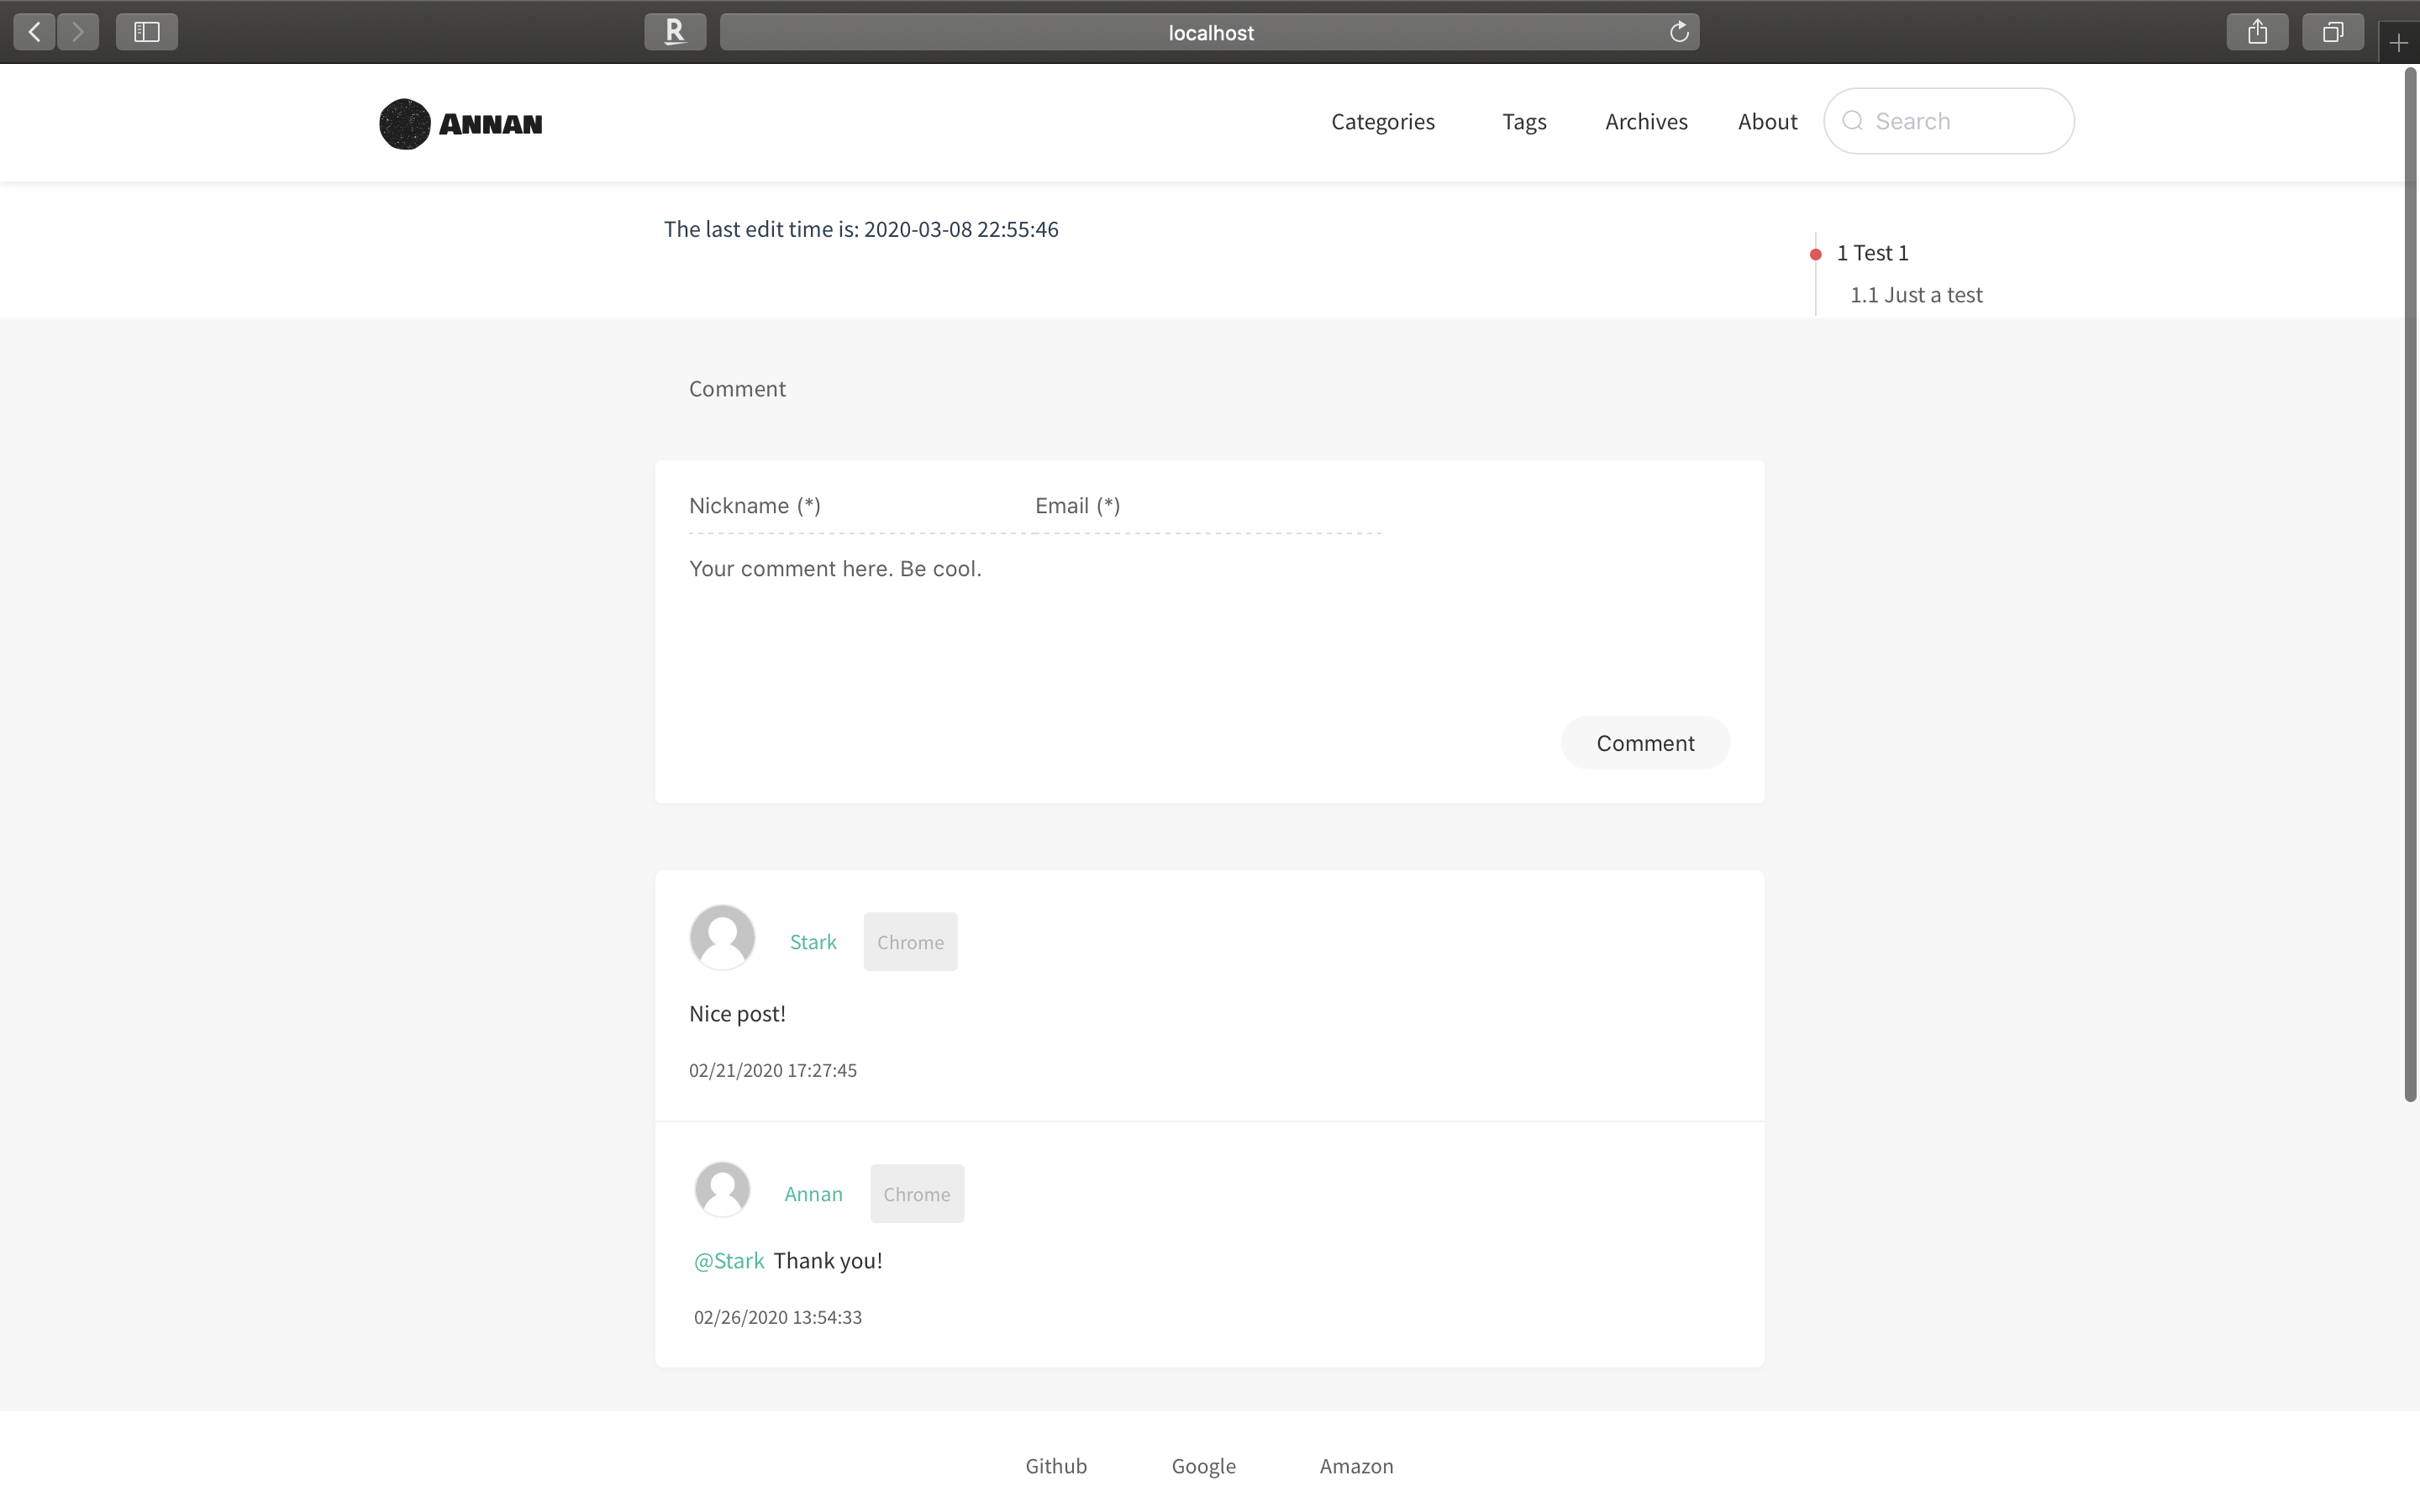 R
localhost
ANNAN
Categories Tags Archives About Search
The last edit time is: 2020-03-08 22:55:46
1 Test 1
1.1 Just a test
Comment
Nickname (*) Email (*)
Your comment here. Be cool.
Comment
Stark Chrome
Nice post!
02/21/2020 17:27:45
Annan Chrome
@Stark Thank you!
02/26/2020 13:54:33
Github Google Amazon